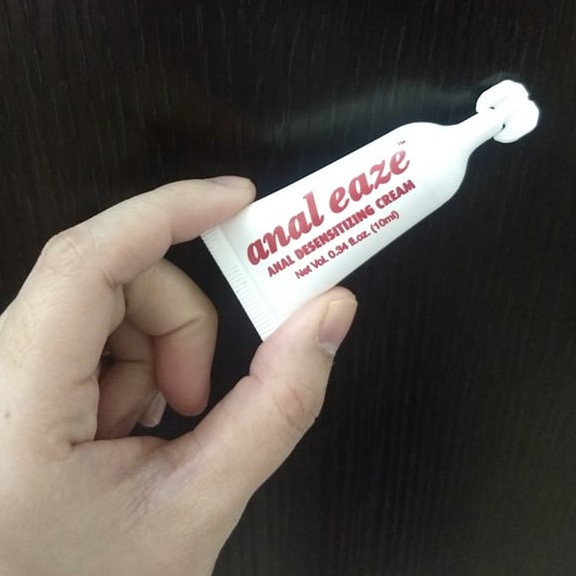 anal eaze™
ANAL DESENSITIZING CREAM
Net Vol. 0.34 fl.oz. (10ml)